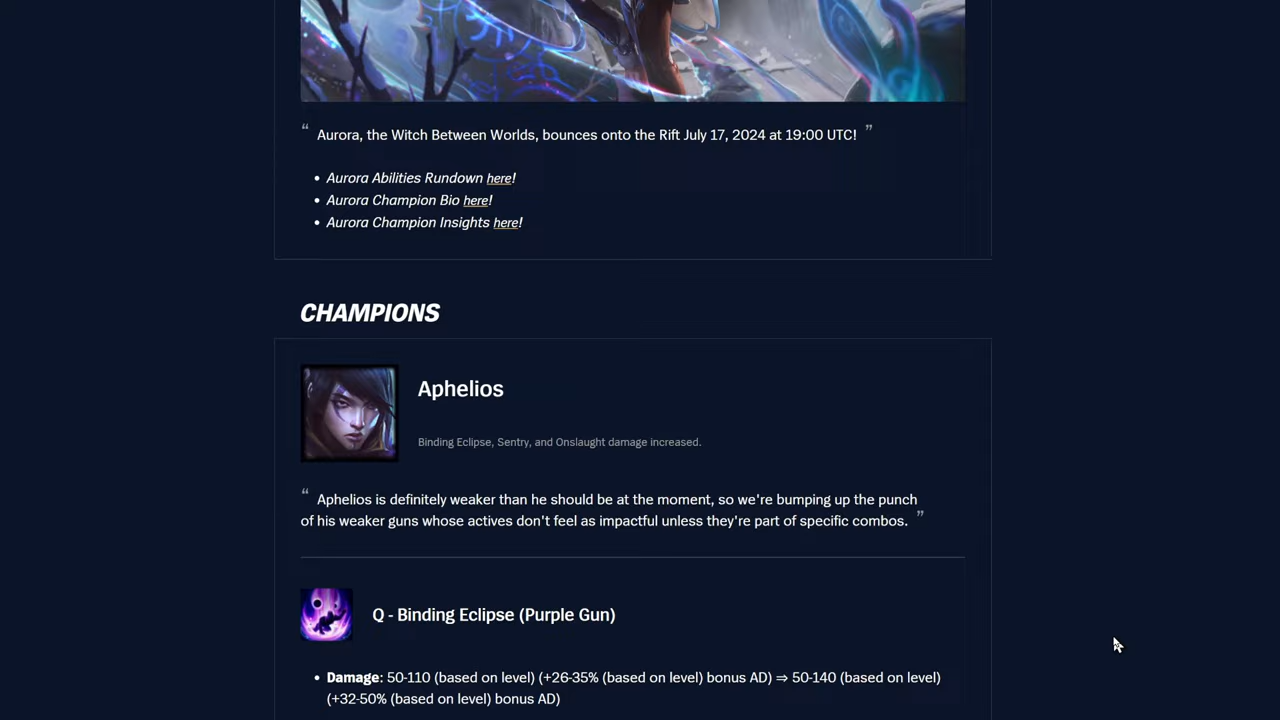 “ Aurora, the Witch Between Worlds, bounces onto the Rift July 17, 2024 at 19:00 UTC! ”
• Aurora Abilities Rundown here!
• Aurora Champion Bio here!
• Aurora Champion Insights here!
CHAMPIONS
Aphelios
Binding Eclipse, Sentry, and Onslaught damage increased.
“ Aphelios is definitely weaker than he should be at the moment, so we're bumping up the punch
of his weaker guns whose actives don't feel as impactful unless they're part of specific combos. ”
Q - Binding Eclipse (Purple Gun)
• Damage: 50-110 (based on level) (+26-35% (based on level) bonus AD) ⇒ 50-140 (based on level)
(+32-50% (based on level) bonus AD)